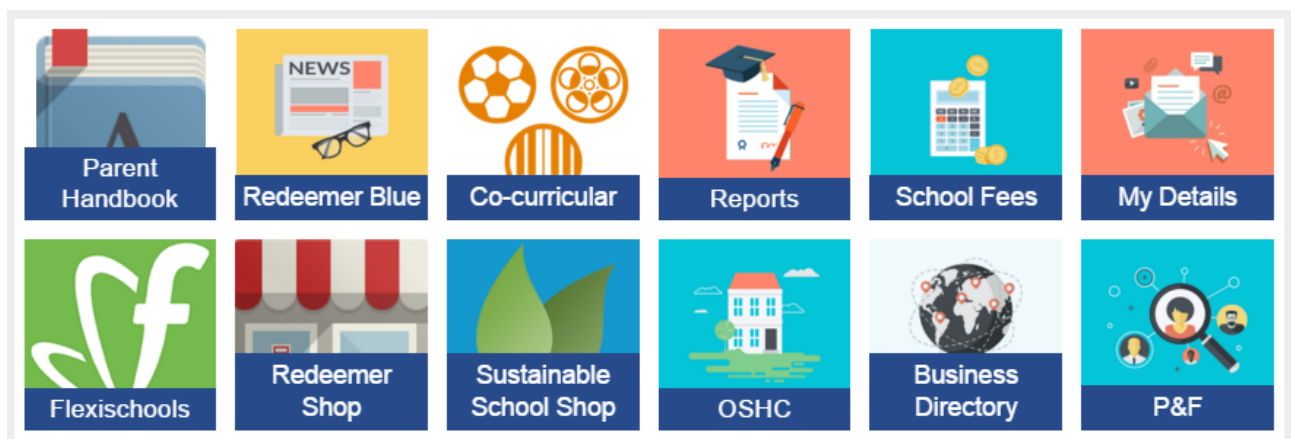 NEWS
A
Parent
Handbook
Redeemer Blue
Co-curricular
Reports
School Fees
My Details
@
f
Flexischools
Redeemer
Shop
Sustainable
School Shop
OSHC
Business
Directory
P&F